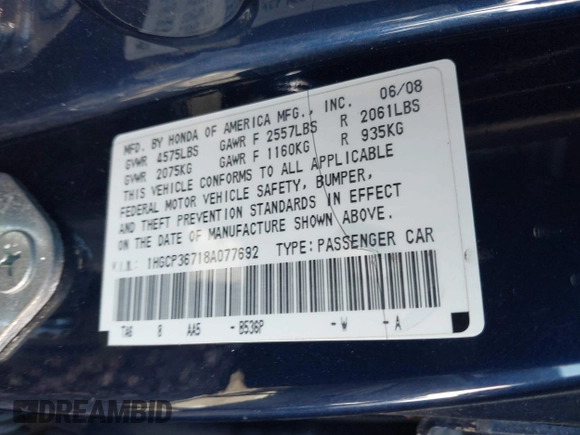 MFD. BY HONDA OF AMERICA MFG., INC. 06/08
GVWR 4575LBS GAWR F 2557LBS R 2061LBS
GVWR 2075KG GAWR F 1160KG R 935KG
THIS VEHICLE CONFORMS TO ALL APPLICABLE
FEDERAL MOTOR VEHICLE SAFETY, BUMPER,
AND THEFT PREVENTION STANDARDS IN EFFECT
ON THE DATE OF MANUFACTURE SHOWN ABOVE.
V.I.N.: 1HGCP36718A077692 TYPE:PASSENGER CAR
TA6 8 AA5 -B536P -W -A
DREAMBID